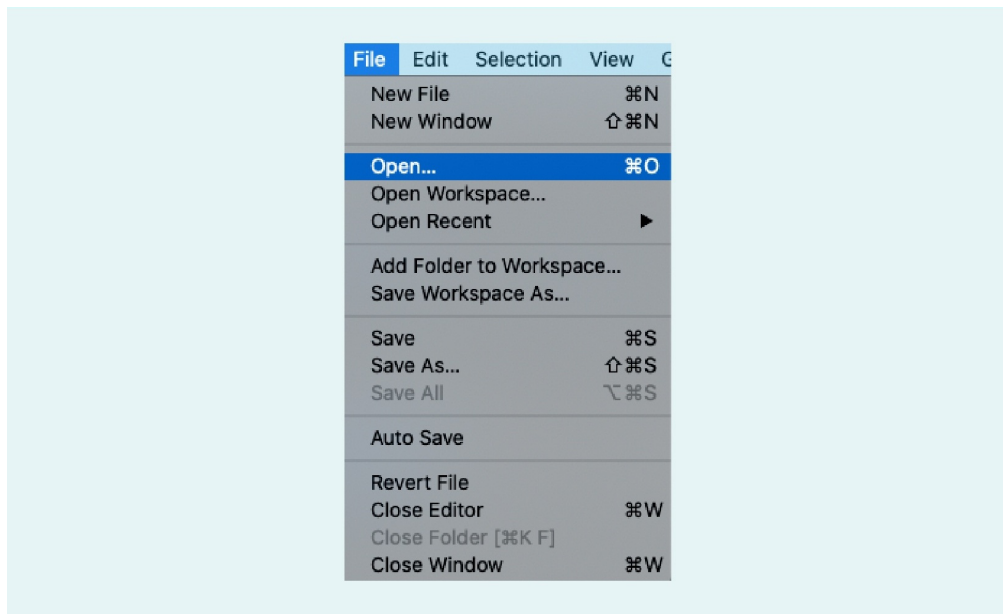 File Edit Selection View
New File ⌘N
New Window ⇧⌘N
Open... ⌘O
Open Workspace...
Open Recent ▶
Add Folder to Workspace...
Save Workspace As...
Save ⌘S
Save As... ⇧⌘S
Save All ⌥⌘S
Auto Save
Revert File
Close Editor ⌘W
Close Folder [⌘K F]
Close Window ⌘W